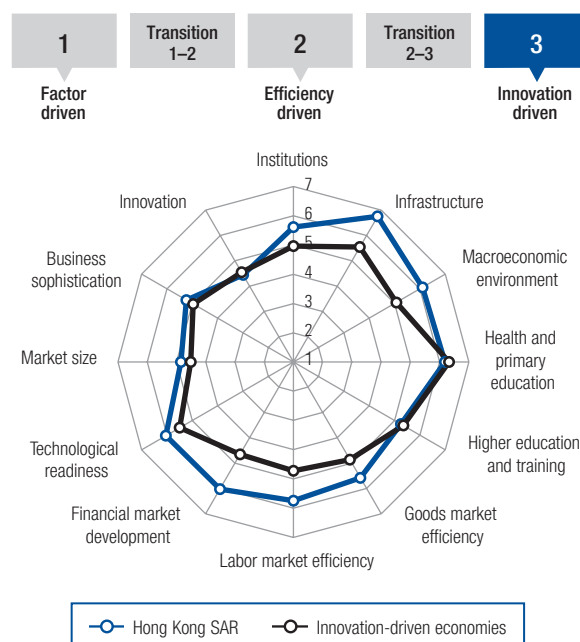 1
Transition
1–2
2
Transition
2–3
3
Factor
driven
Efficiency
driven
Innovation
driven
Institutions
7
Innovation
6
Infrastructure
5
Business
sophistication
4
Macroeconomic
environment
3
2
Market size
1
Health and
primary
education
Technological
readiness
Higher education
and training
Financial market
development
Goods market
efficiency
Labor market efficiency
Hong Kong SAR
Innovation-driven economies